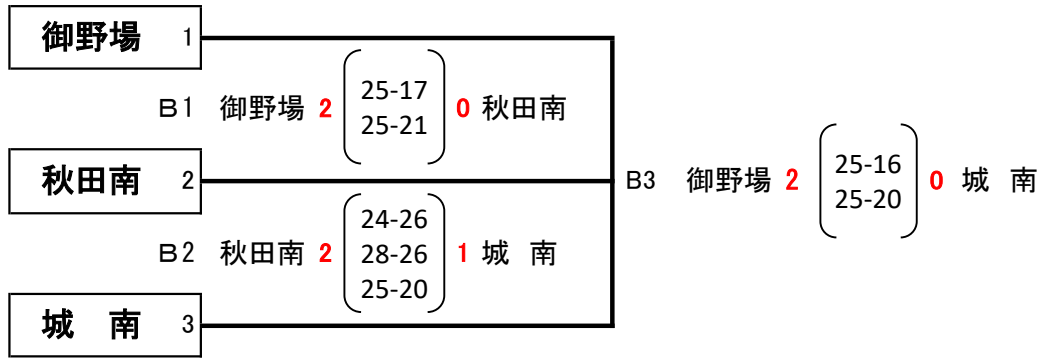 御野場 1
B1 御野場 2 25-17 0 秋田南
25-21
秋田南 2
B3 御野場 2 25-16 0 城 南
25-20
B2 秋田南 2 24-26 1 城 南
28-26
25-20
城 南 3